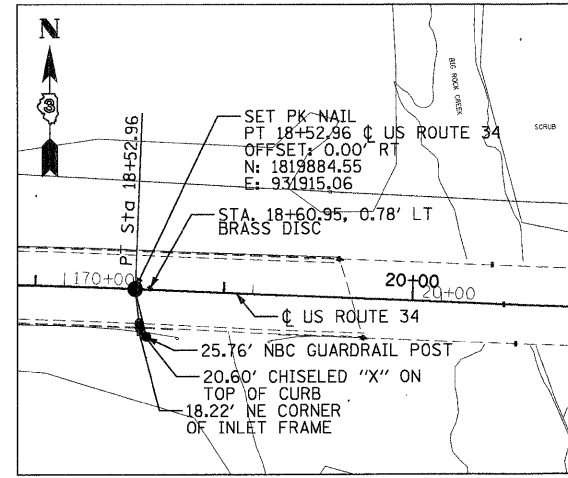 N
3
BIG ROCK CREEK
SCRUB
SET PK NAIL
PT 18+52.96 ℄ US ROUTE 34
OFFSET: 0.00' RT
N: 1819884.55
E: 931915.06
PT Sta 18+52.96
STA. 18+60.95, 0.78' LT
BRASS DISC
170+00
20+00
20+00
℄ US ROUTE 34
25.76' NBC GUARDRAIL POST
20.60' CHISELED "X" ON
TOP OF CURB
18.22' NE CORNER
OF INLET FRAME